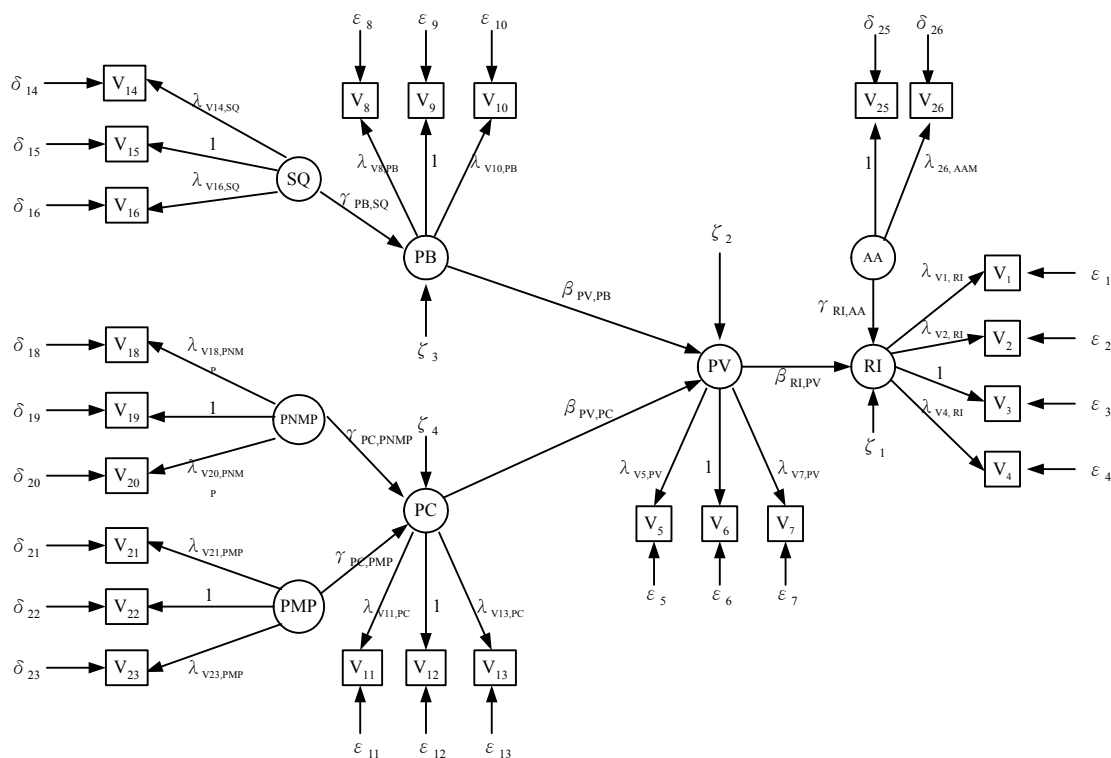 ε 8
ε 9
ε 10
δ 25
δ 26
δ 14
V14
λ V14,SQ
V8
V9
V10
V25
V26
δ 15
V15
1
λ V8,PB
1
λ V10,PB
1
λ 26, AAM
δ 16
V16
λ V16,SQ
SQ
γ PB,SQ
PB
ζ 2
AA
λ V1, RI
V1
ε 1
β PV,PB
γ RI,AA
λ V2, RI
V2
ε 2
δ 18
V18
λ V18,PNM
P
ζ 3
PV
β RI,PV
RI
1
V3
ε 3
δ 19
V19
1
PNMP
γ PC,PNMP
ζ 4
β PV,PC
λ V4, RI
ζ 1
V4
ε 4
δ 20
V20
λ V20,PNM
P
λ V5,PV
1
λ V7,PV
PC
V5
V6
V7
δ 21
V21
λ V21,PMP
γ PC,PMP
ε 5
ε 6
ε 7
δ 22
V22
1
PMP
λ V11,PC
1
λ V13,PC
δ 23
V23
λ V23,PMP
V11
V12
V13
ε 11
ε 12
ε 13